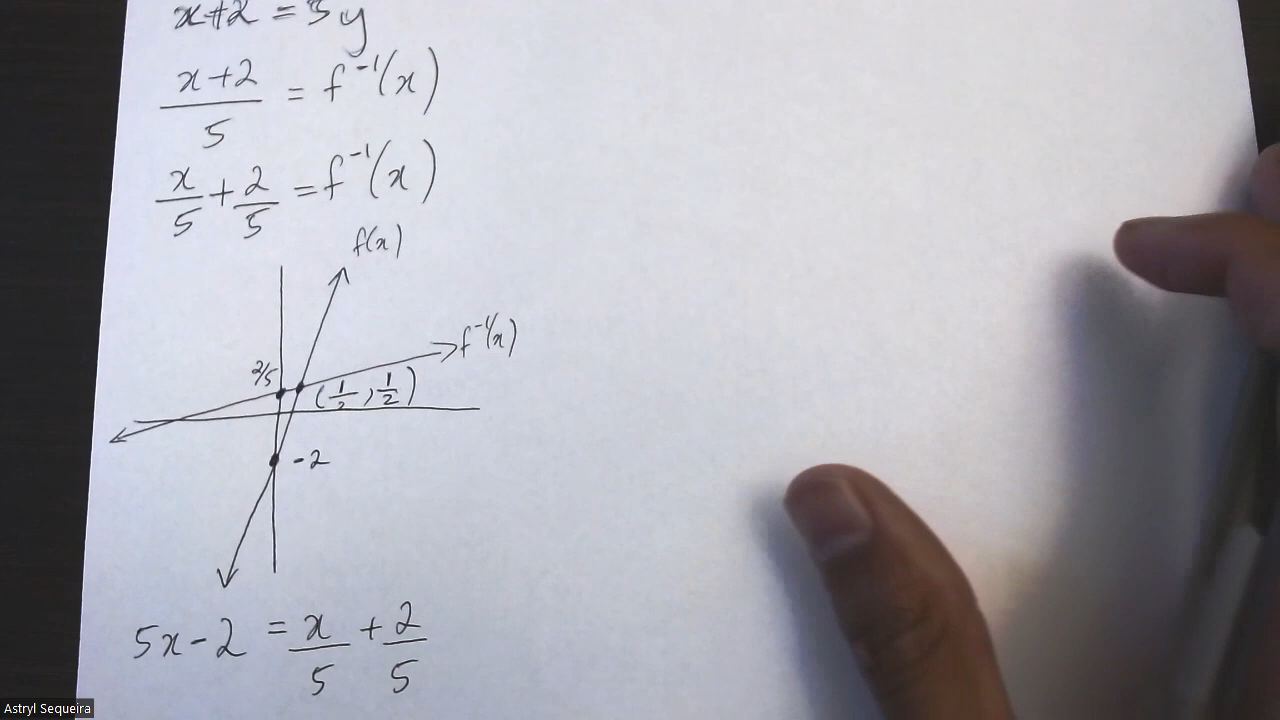 x+2 = 5y
x+2/5 = f⁻¹(x)
x/5 + 2/5 = f⁻¹(x)
f(x)
f⁻¹(x)
2/5
(1/2, 1/2)
-2
5x-2 = x/5 + 2/5
Astryl Sequeira